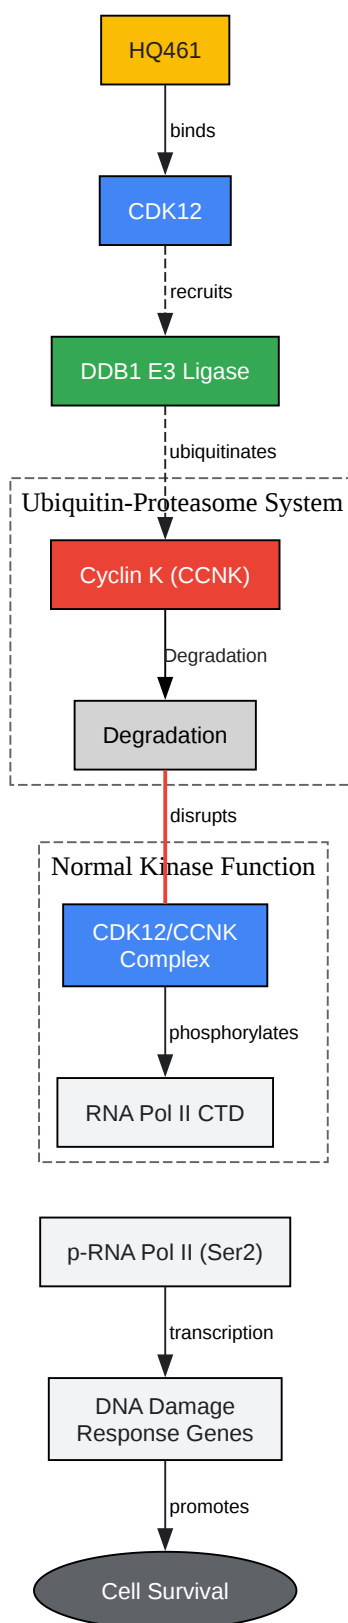 HQ461
binds
CDK12
recruits
DDB1 E3 Ligase
ubiquitinates
Ubiquitin-Proteasome System
Cyclin K (CCNK)
Degradation
Degradation
disrupts
Normal Kinase Function
CDK12/CCNK
Complex
phosphorylates
RNA Pol II CTD
p-RNA Pol II (Ser2)
transcription
DNA Damage
Response Genes
promotes
Cell Survival